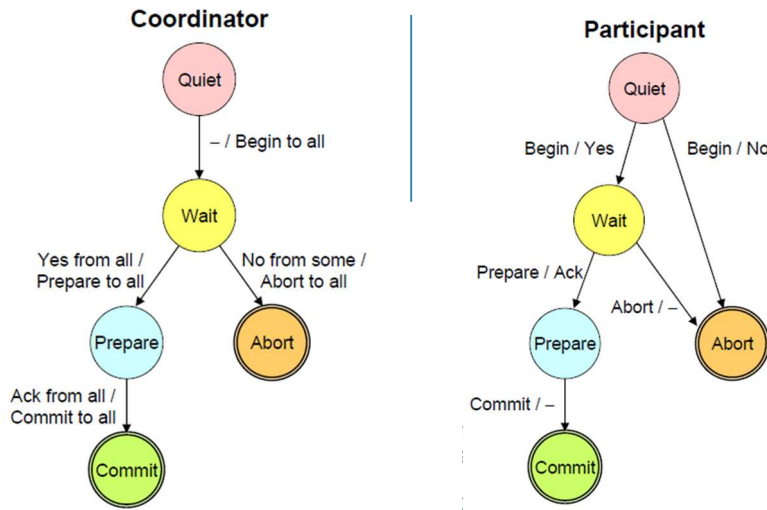 Coordinator
Quiet
– / Begin to all
Wait
Yes from all /
Prepare to all
No from some /
Abort to all
Prepare
Abort
Ack from all /
Commit to all
Commit
Participant
Quiet
Begin / Yes
Begin / No
Wait
Prepare / Ack
Abort / –
Prepare
Abort
Commit / –
Commit